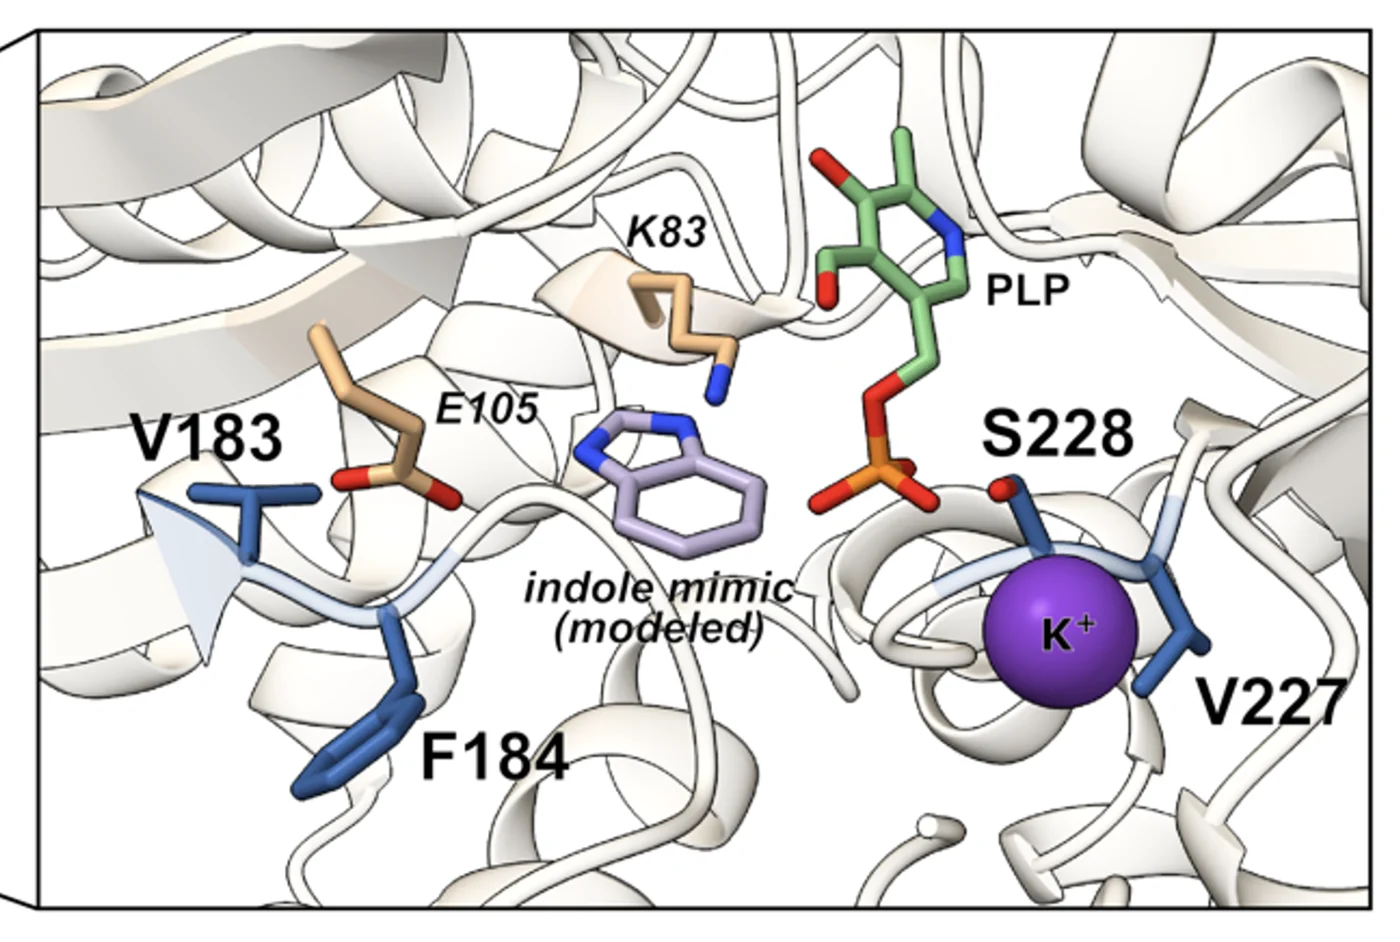 K83
PLP
E105
V183
S228
indole mimic
(modeled)
K⁺
V227
F184